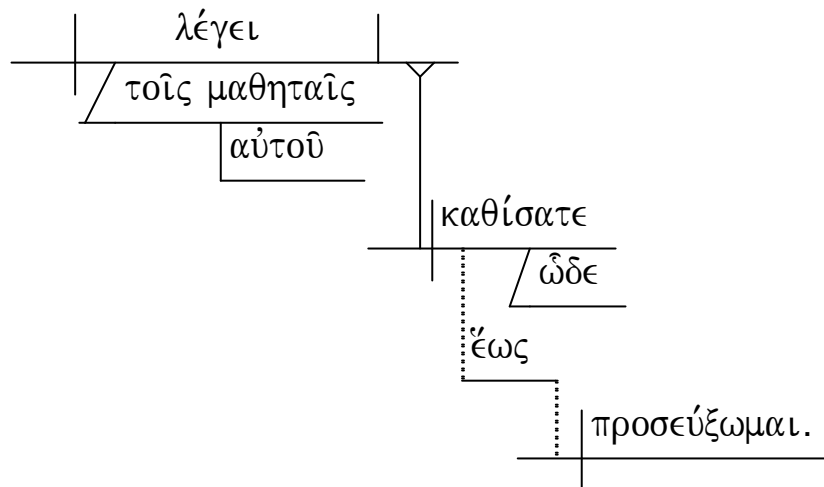 λέγει
τοῖς μαθηταῖς
αὐτοῦ
καθίσατε
ὧδε
ἕως
προσεύξωμαι.